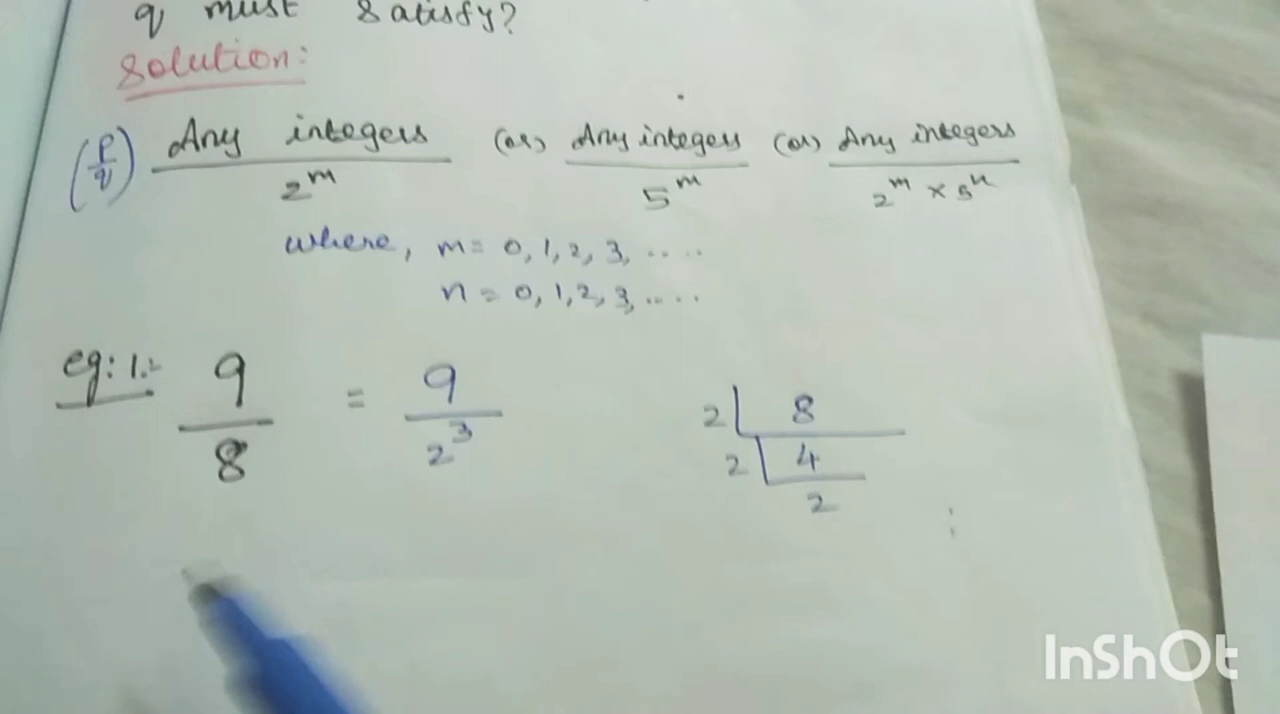 q must satisfy?
Solution:
(p/q) Any integers / 2^m (or) Any integers / 5^m (or) Any integers / 2^m × 5^n
where, m = 0, 1, 2, 3, ....
n = 0, 1, 2, 3, ....
eg: 1:- 9/8 = 9/2^3
2 | 8
2 | 4
2
InShOt